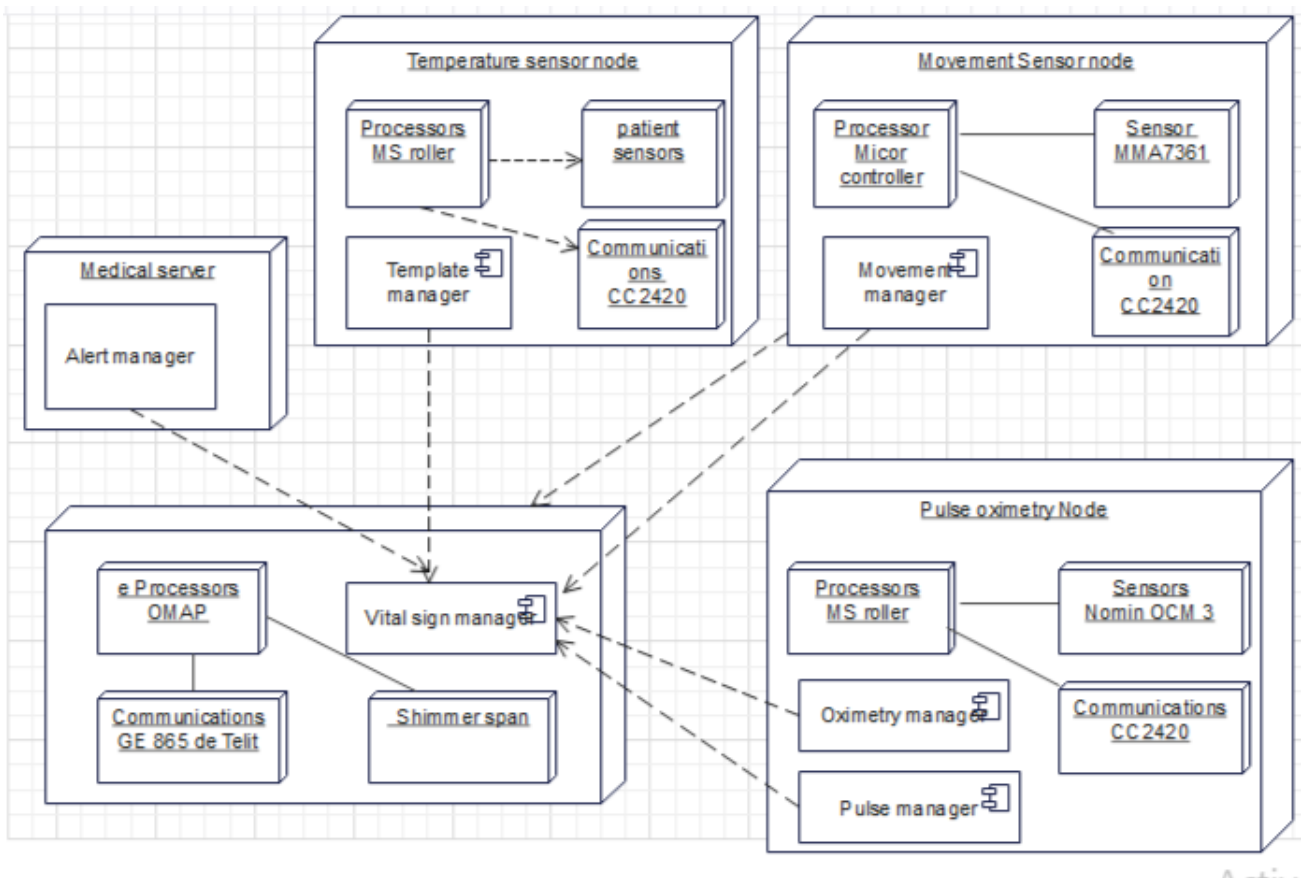 Temperature sensor node
Processors
MS roller
patient
sensors
Communicati
ons
CC2420
Template
manager
Movement Sensor node
Processor
Micor
controller
Sensor
MMA7361
Communicati
on
CC2420
Movement
manager
Medical server
Alert manager
e Processors
OMAP
Vital sign manager
Communications
GE 865 de Telit
Shimmer span
Pulse oximetry Node
Processors
MS roller
Sensors
Nomin OCM 3
Communications
CC2420
Oximetry manager
Pulse manager